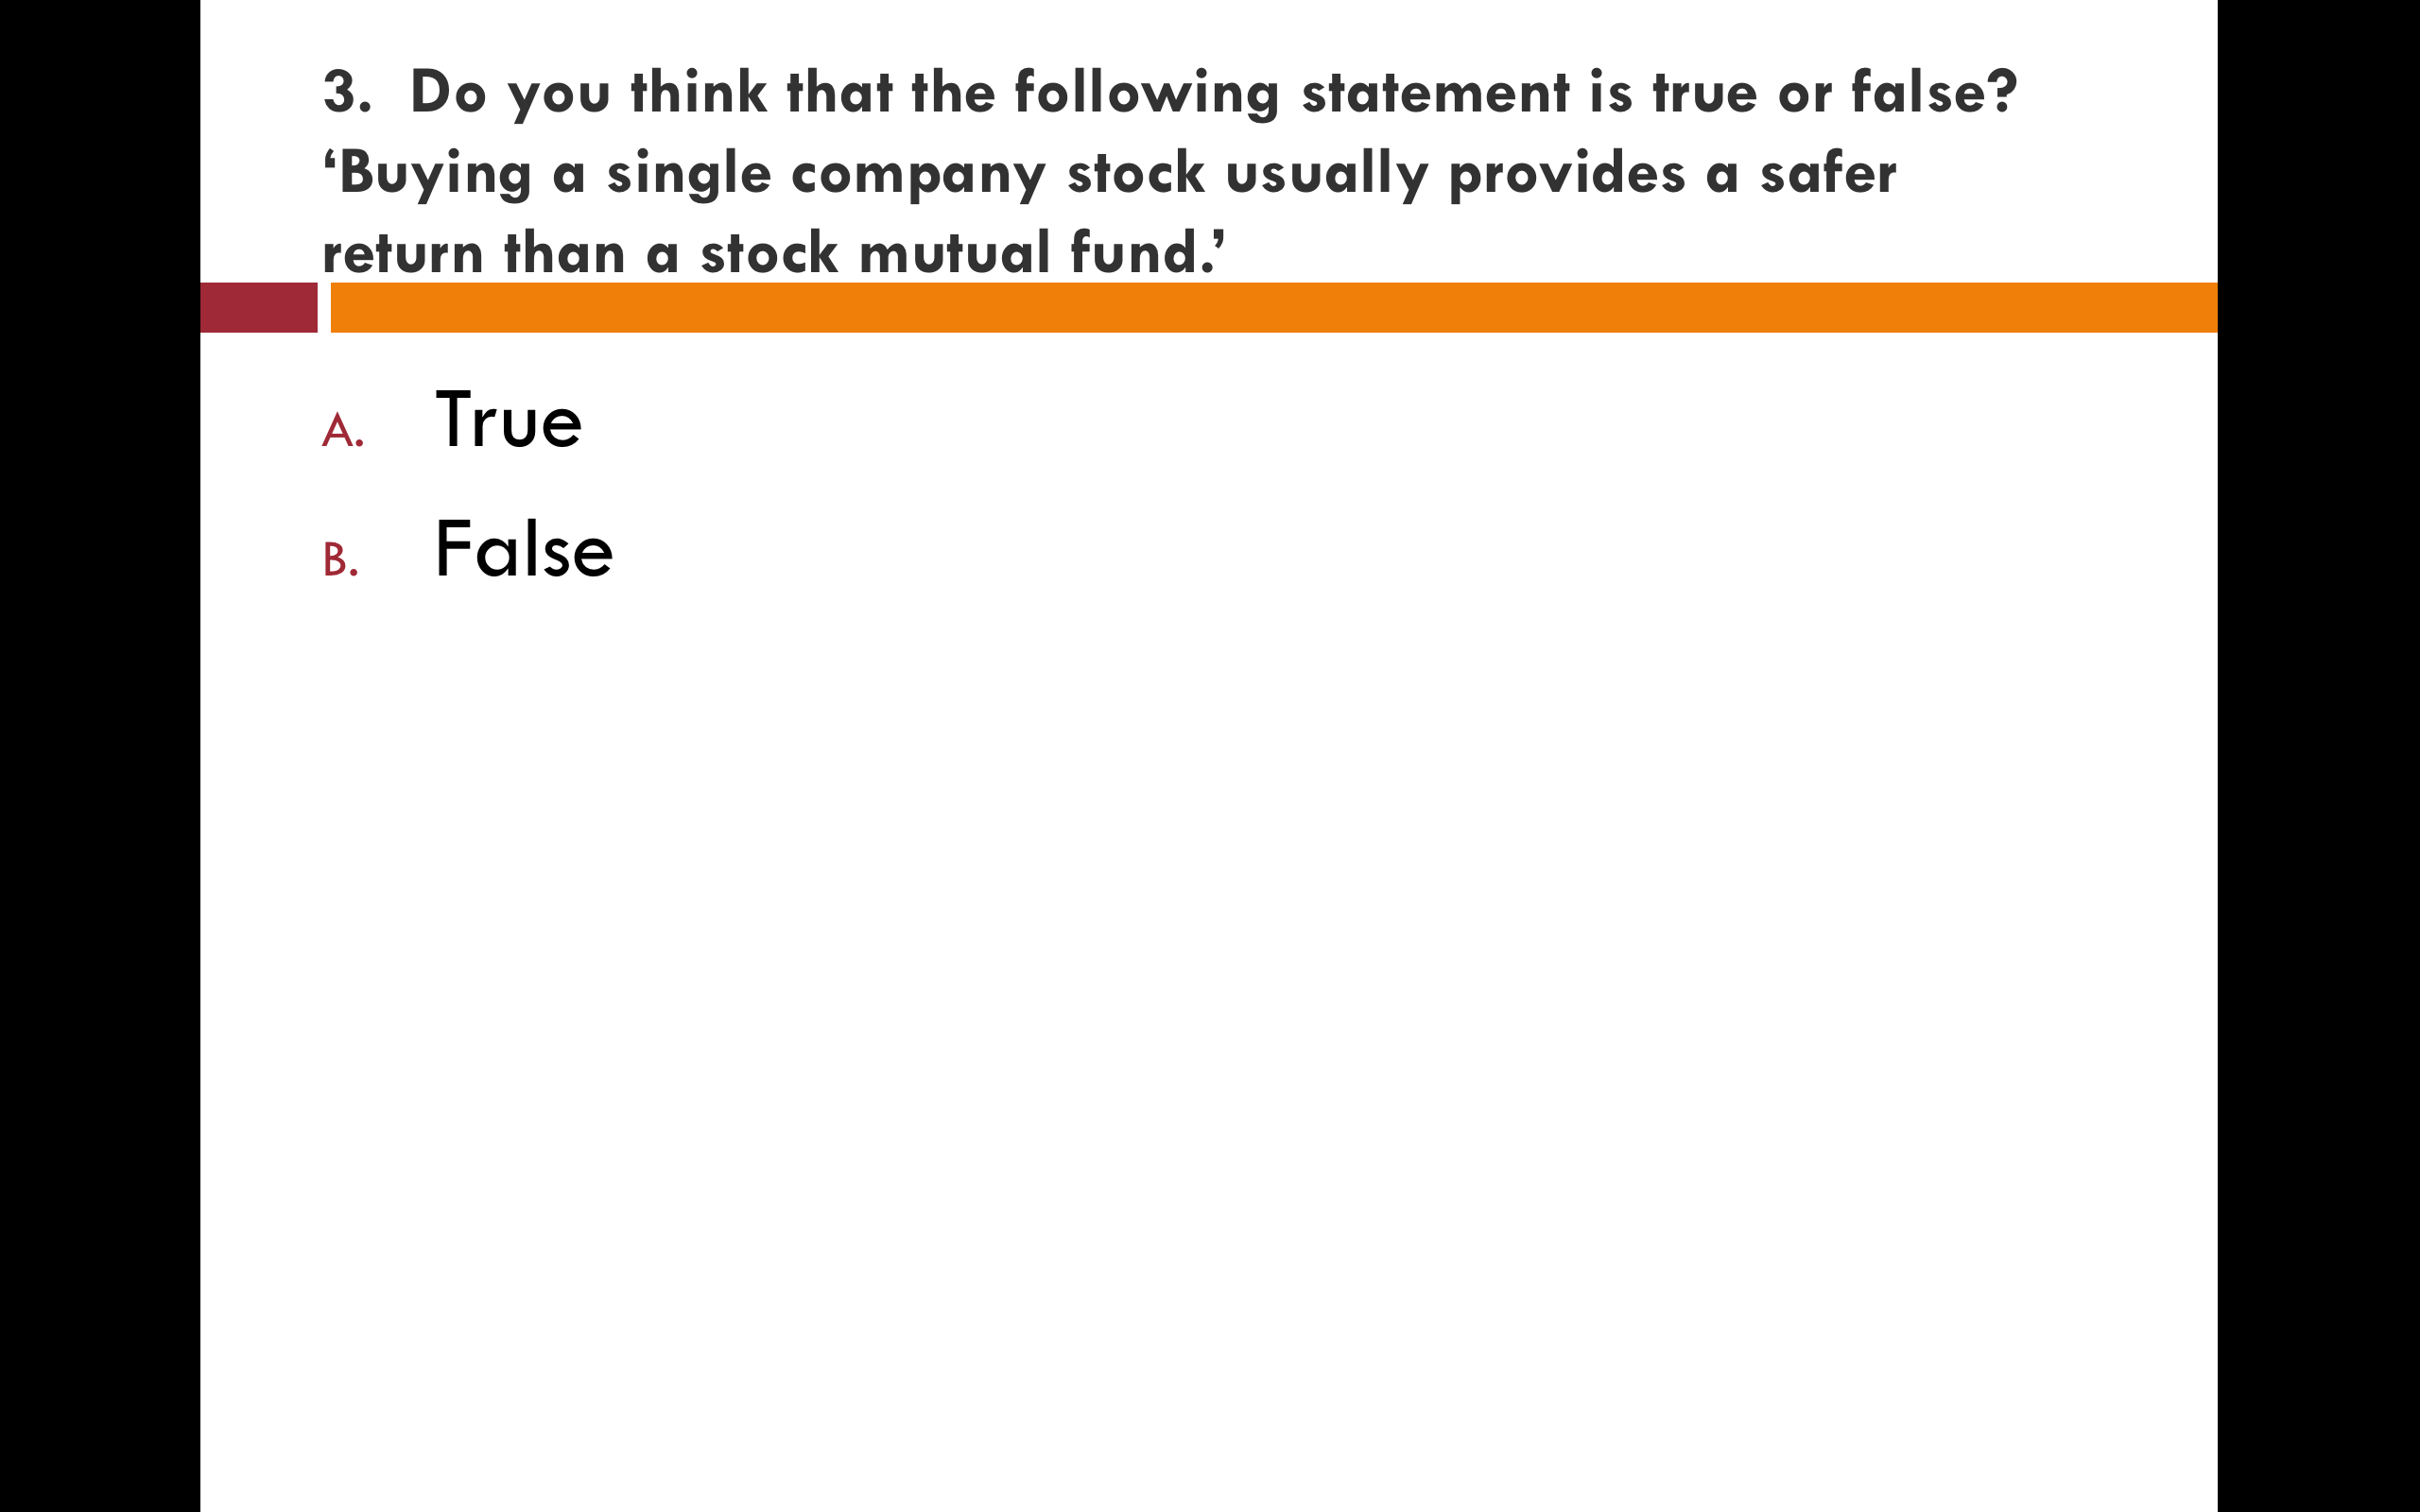 3.  Do you think that the following statement is true or false?
‘Buying a single company stock usually provides a safer
return than a stock mutual fund.’
A. True
B. False